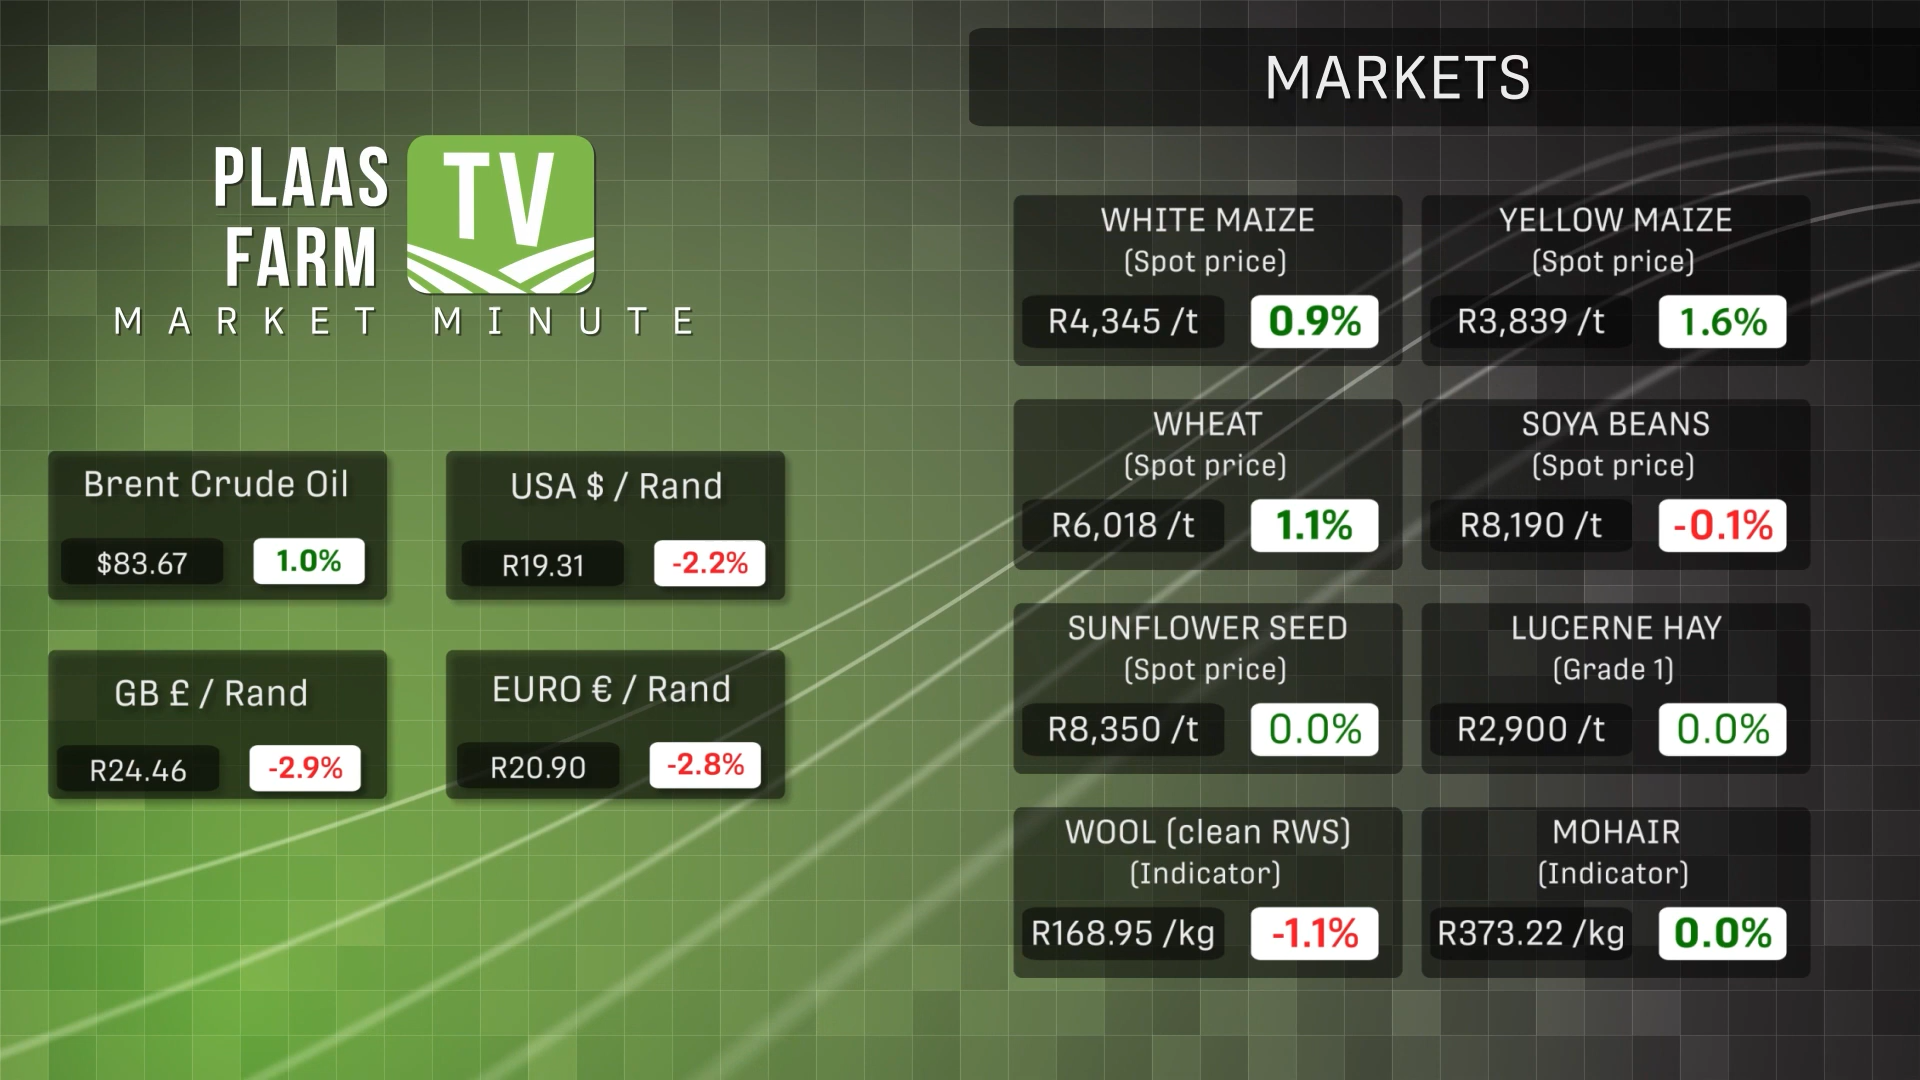 PLAAS
FARM
TV
MARKET MINUTE
Brent Crude Oil
$83.67
1.0%
USA $ / Rand
R19.31
-2.2%
GB £ / Rand
R24.46
-2.9%
EURO € / Rand
R20.90
-2.8%
MARKETS
WHITE MAIZE
(Spot price)
R4,345 /t
0.9%
YELLOW MAIZE
(Spot price)
R3,839 /t
1.6%
WHEAT
(Spot price)
R6,018 /t
1.1%
SOYA BEANS
(Spot price)
R8,190 /t
-0.1%
SUNFLOWER SEED
(Spot price)
R8,350 /t
0.0%
LUCERNE HAY
(Grade 1)
R2,900 /t
0.0%
WOOL (clean RWS)
(Indicator)
R168.95 /kg
-1.1%
MOHAIR
(Indicator)
R373.22 /kg
0.0%